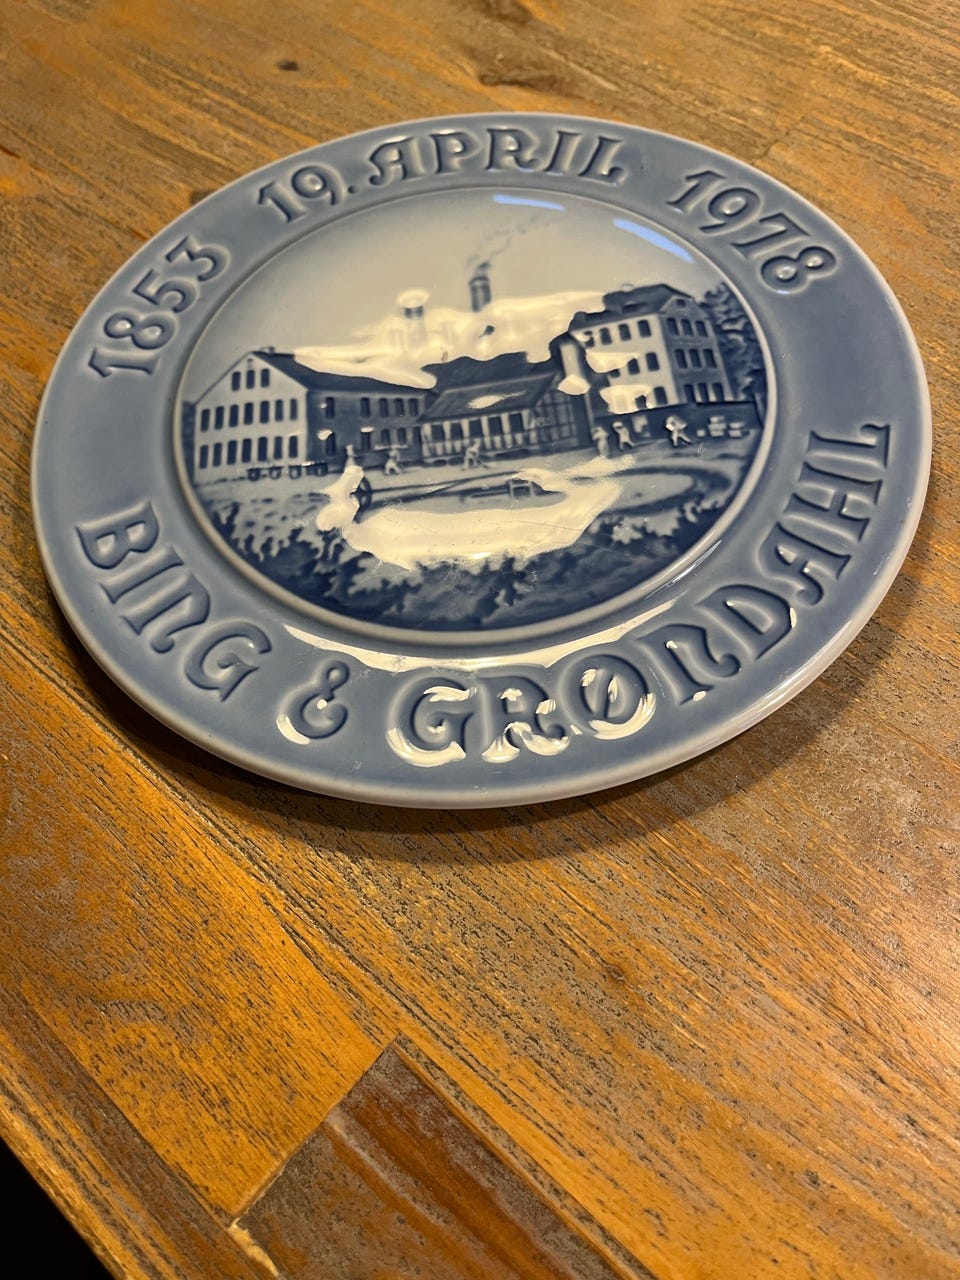 1853 19. APRIL 1978
BING & GRØNDAHL